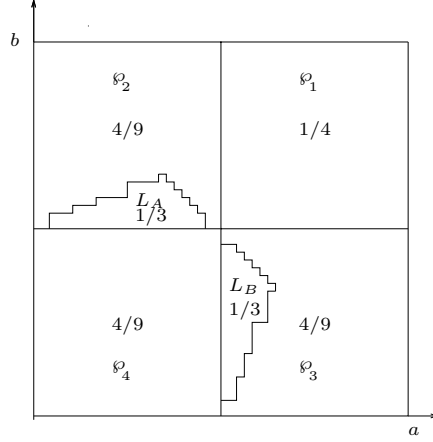 b
℘₂ ℘₁
4/9 1/4
L_A
1/3
L_B
1/3
4/9 4/9
℘₄ ℘₃
a